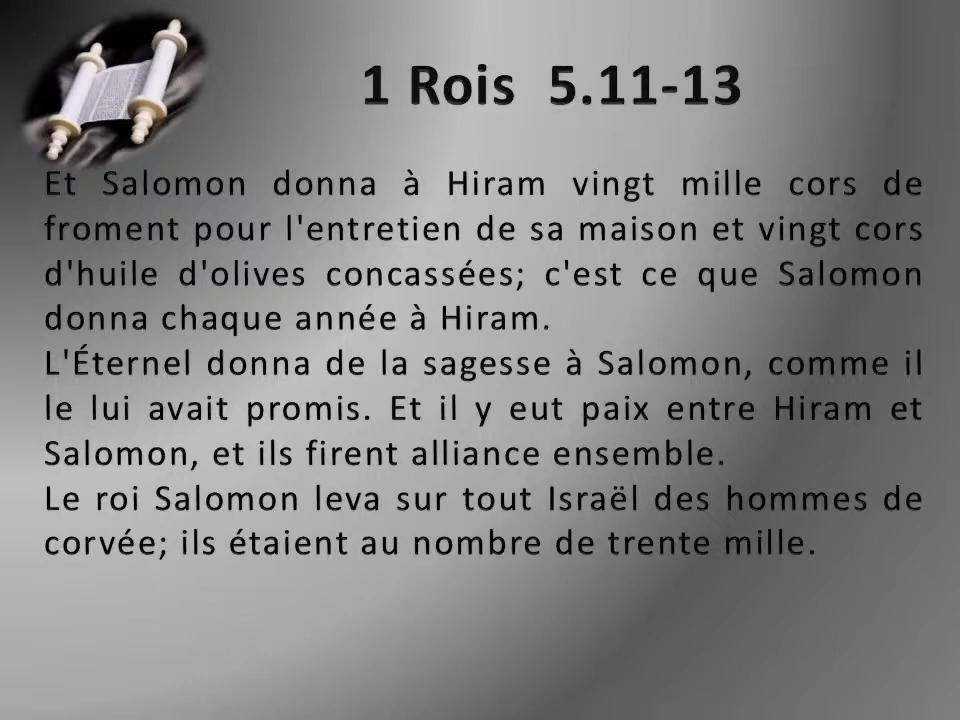 1 Rois 5.11-13
Et Salomon donna à Hiram vingt mille cors de
froment pour l'entretien de sa maison et vingt cors
d'huile d'olives concassées; c'est ce que Salomon
donna chaque année à Hiram.
L'Éternel donna de la sagesse à Salomon, comme il
le lui avait promis. Et il y eut paix entre Hiram et
Salomon, et ils firent alliance ensemble.
Le roi Salomon leva sur tout Israël des hommes de
corvée; ils étaient au nombre de trente mille.